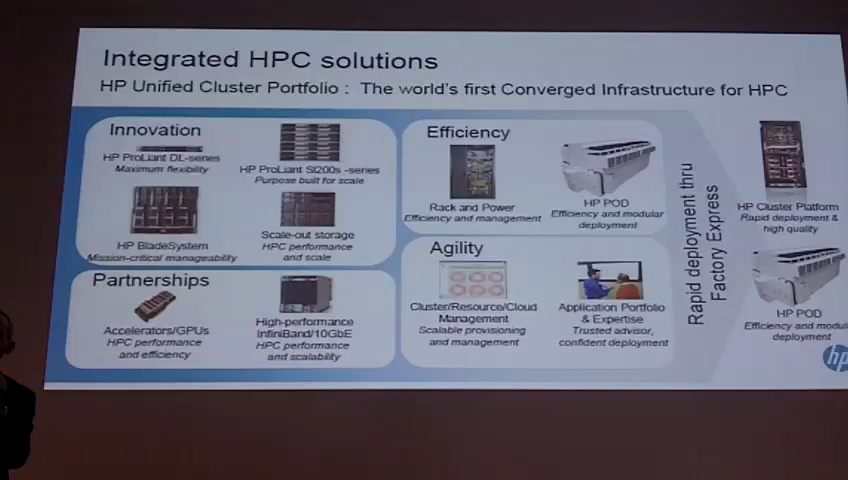 Integrated HPC solutions
HP Unified Cluster Portfolio : The world's first Converged Infrastructure for HPC
Innovation
HP ProLiant DL-series
Maximum flexibility
HP ProLiant Sl200s -series
Purpose built for scale
HP BladeSystem
Mission-critical manageability
Scale-out storage
HPC performance
and scale
Partnerships
Accelerators/GPUs
HPC performance
and efficiency
High-performance
InfiniBand/10GbE
HPC performance
and scalability
Efficiency
Rack and Power
Efficiency and management
HP POD
Efficiency and modular
deployment
Agility
Cluster/Resource/Cloud
Management
Scalable provisioning
and management
Application Portfolio
& Expertise
Trusted advisor,
confident deployment
Rapid deployment thru
Factory Express
HP Cluster Platform
Rapid deployment &
high quality
HP POD
Efficiency and modu
deployment
hp